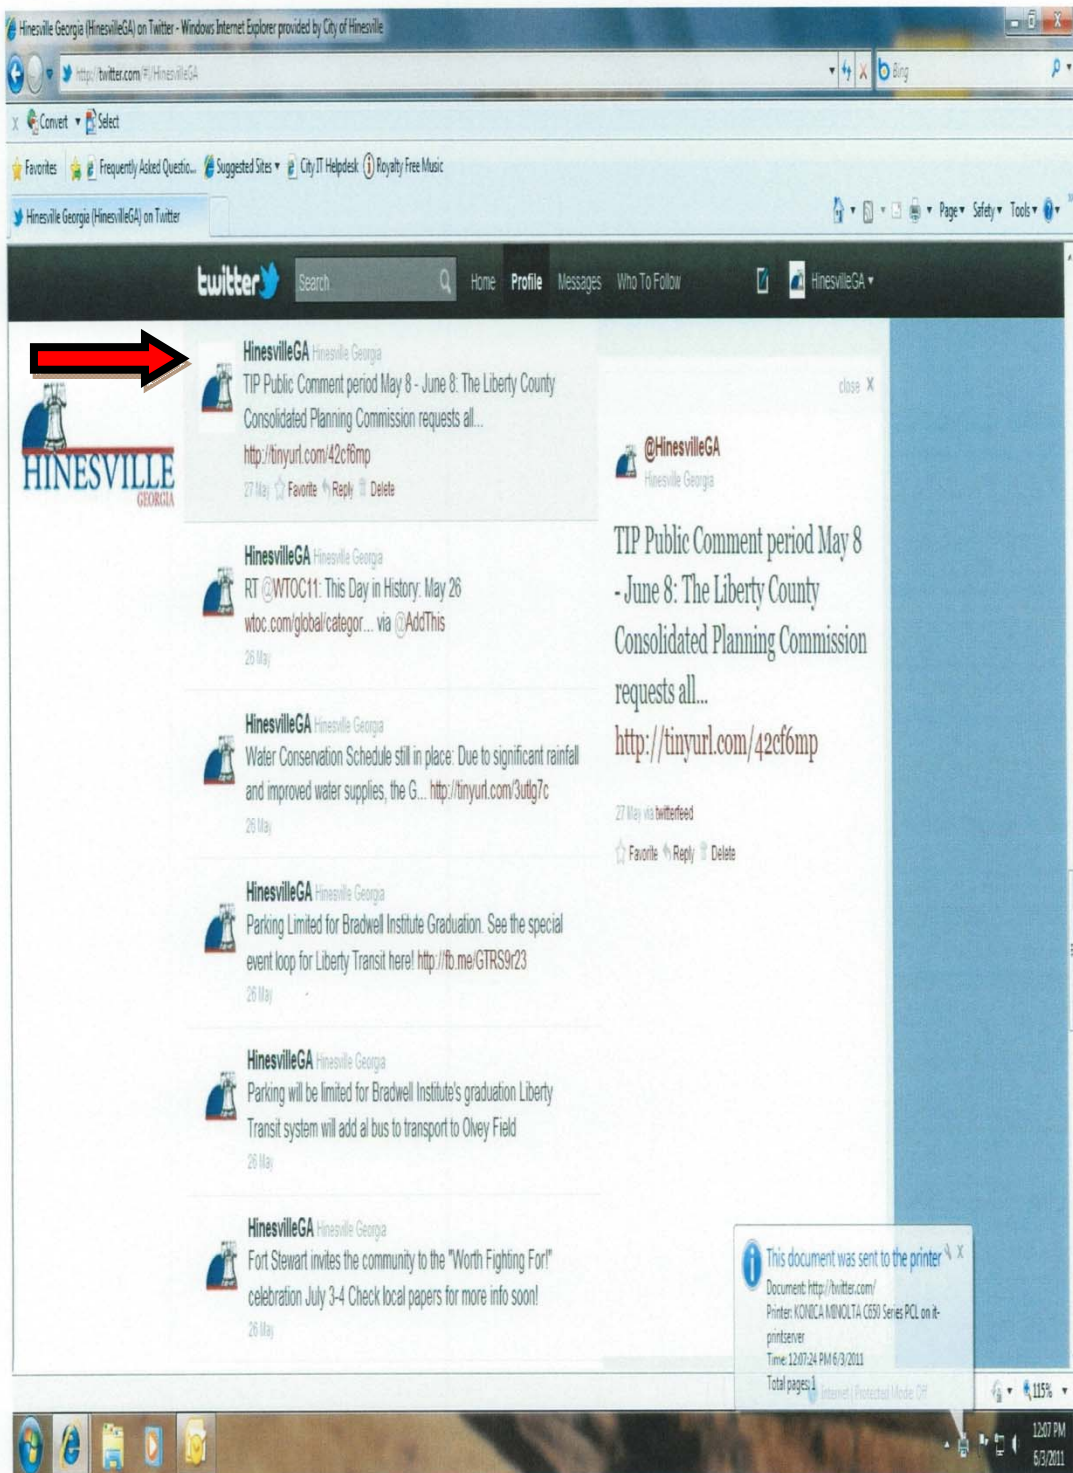 Hinesville Georgia (HinesvilleGA) on Twitter - Windows Internet Explorer provided by City of Hinesville
http://twitter.com/#!/HinesvilleGA
Bing
x Convert Select
Favorites Frequently Asked Questio... Suggested Sites City IT Helpdesk Royalty Free Music
Hinesville Georgia (HinesvilleGA) on Twitter
Page Safety Tools
twitter Search Home Profile Messages Who To Follow HinesvilleGA
HINESVILLE
GEORGIA
HinesvilleGA Hinesville Georgia
TIP Public Comment period May 8 - June 8: The Liberty County
Consolidated Planning Commission requests all...
http://tinyurl.com/42cf6mp
27 May Favorite Reply Delete
HinesvilleGA Hinesville Georgia
RT @WTOC11: This Day in History: May 26
wtoc.com/global/categor... via @AddThis
26 May
HinesvilleGA Hinesville Georgia
Water Conservation Schedule still in place: Due to significant rainfall
and improved water supplies, the G... http://tinyurl.com/3utlg7c
26 May
HinesvilleGA Hinesville Georgia
Parking Limited for Bradwell Institute Graduation. See the special
event loop for Liberty Transit here! http://fb.me/GTRS9r23
26 May
HinesvilleGA Hinesville Georgia
Parking will be limited for Bradwell Institute's graduation Liberty
Transit system will add al bus to transport to Olvey Field
26 May
HinesvilleGA Hinesville Georgia
Fort Stewart invites the community to the "Worth Fighting For!"
celebration July 3-4 Check local papers for more info soon!
26 May
close X
@HinesvilleGA
Hinesville Georgia
TIP Public Comment period May 8
- June 8: The Liberty County
Consolidated Planning Commission
requests all...
http://tinyurl.com/42cf6mp
27 May via twitterfeed
Favorite Reply Delete
This document was sent to the printer
Document: http://twitter.com/
Printer: KONICA MINOLTA C650 Series PCL on it-
printserver
Time: 12:07:24 PM 6/3/2011
Total pages: 1
Internet | Protected Mode: Off
115%
12:07 PM
6/3/2011